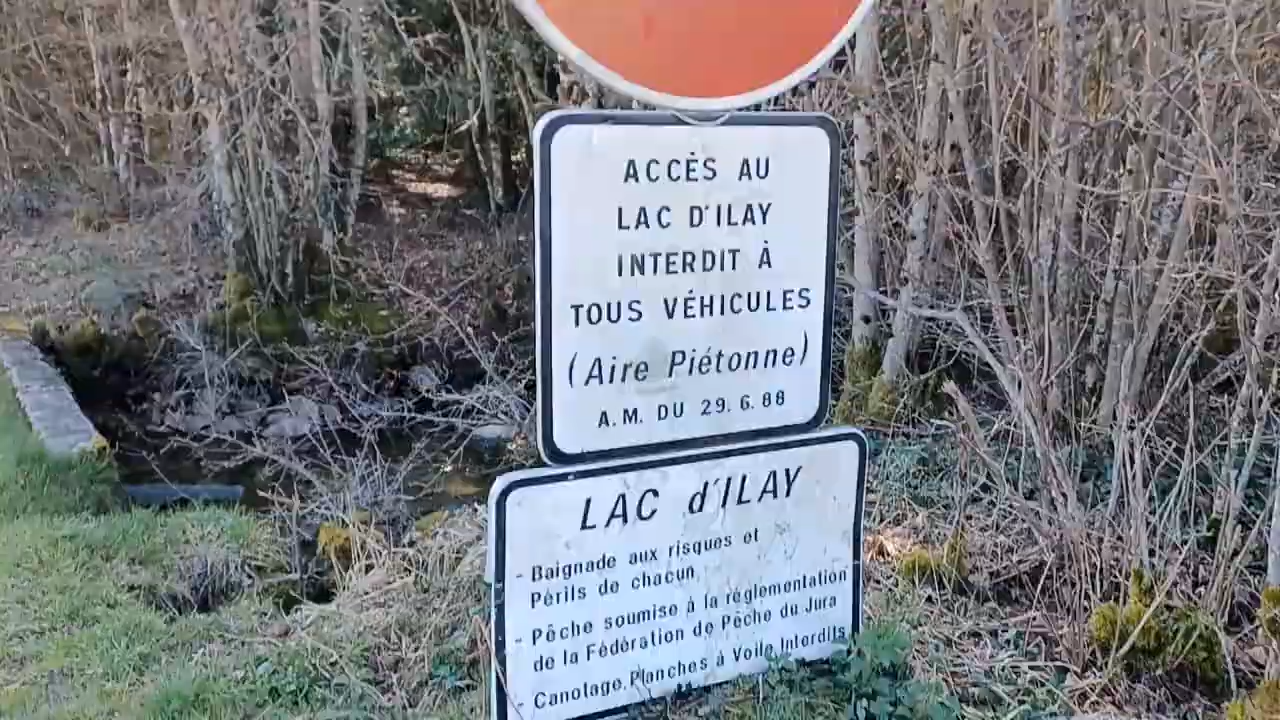 ACCÈS AU
LAC D'ILAY
INTERDIT À
TOUS VÉHICULES
(Aire Piétonne)
A.M. DU 29.6.88
LAC d'ILAY
- Baignade aux risques et
Périls de chacun.
- Pêche soumise à la règlementation
de la Fédération de Pêche du Jura
- Canotage, Planches à Voile Interdits